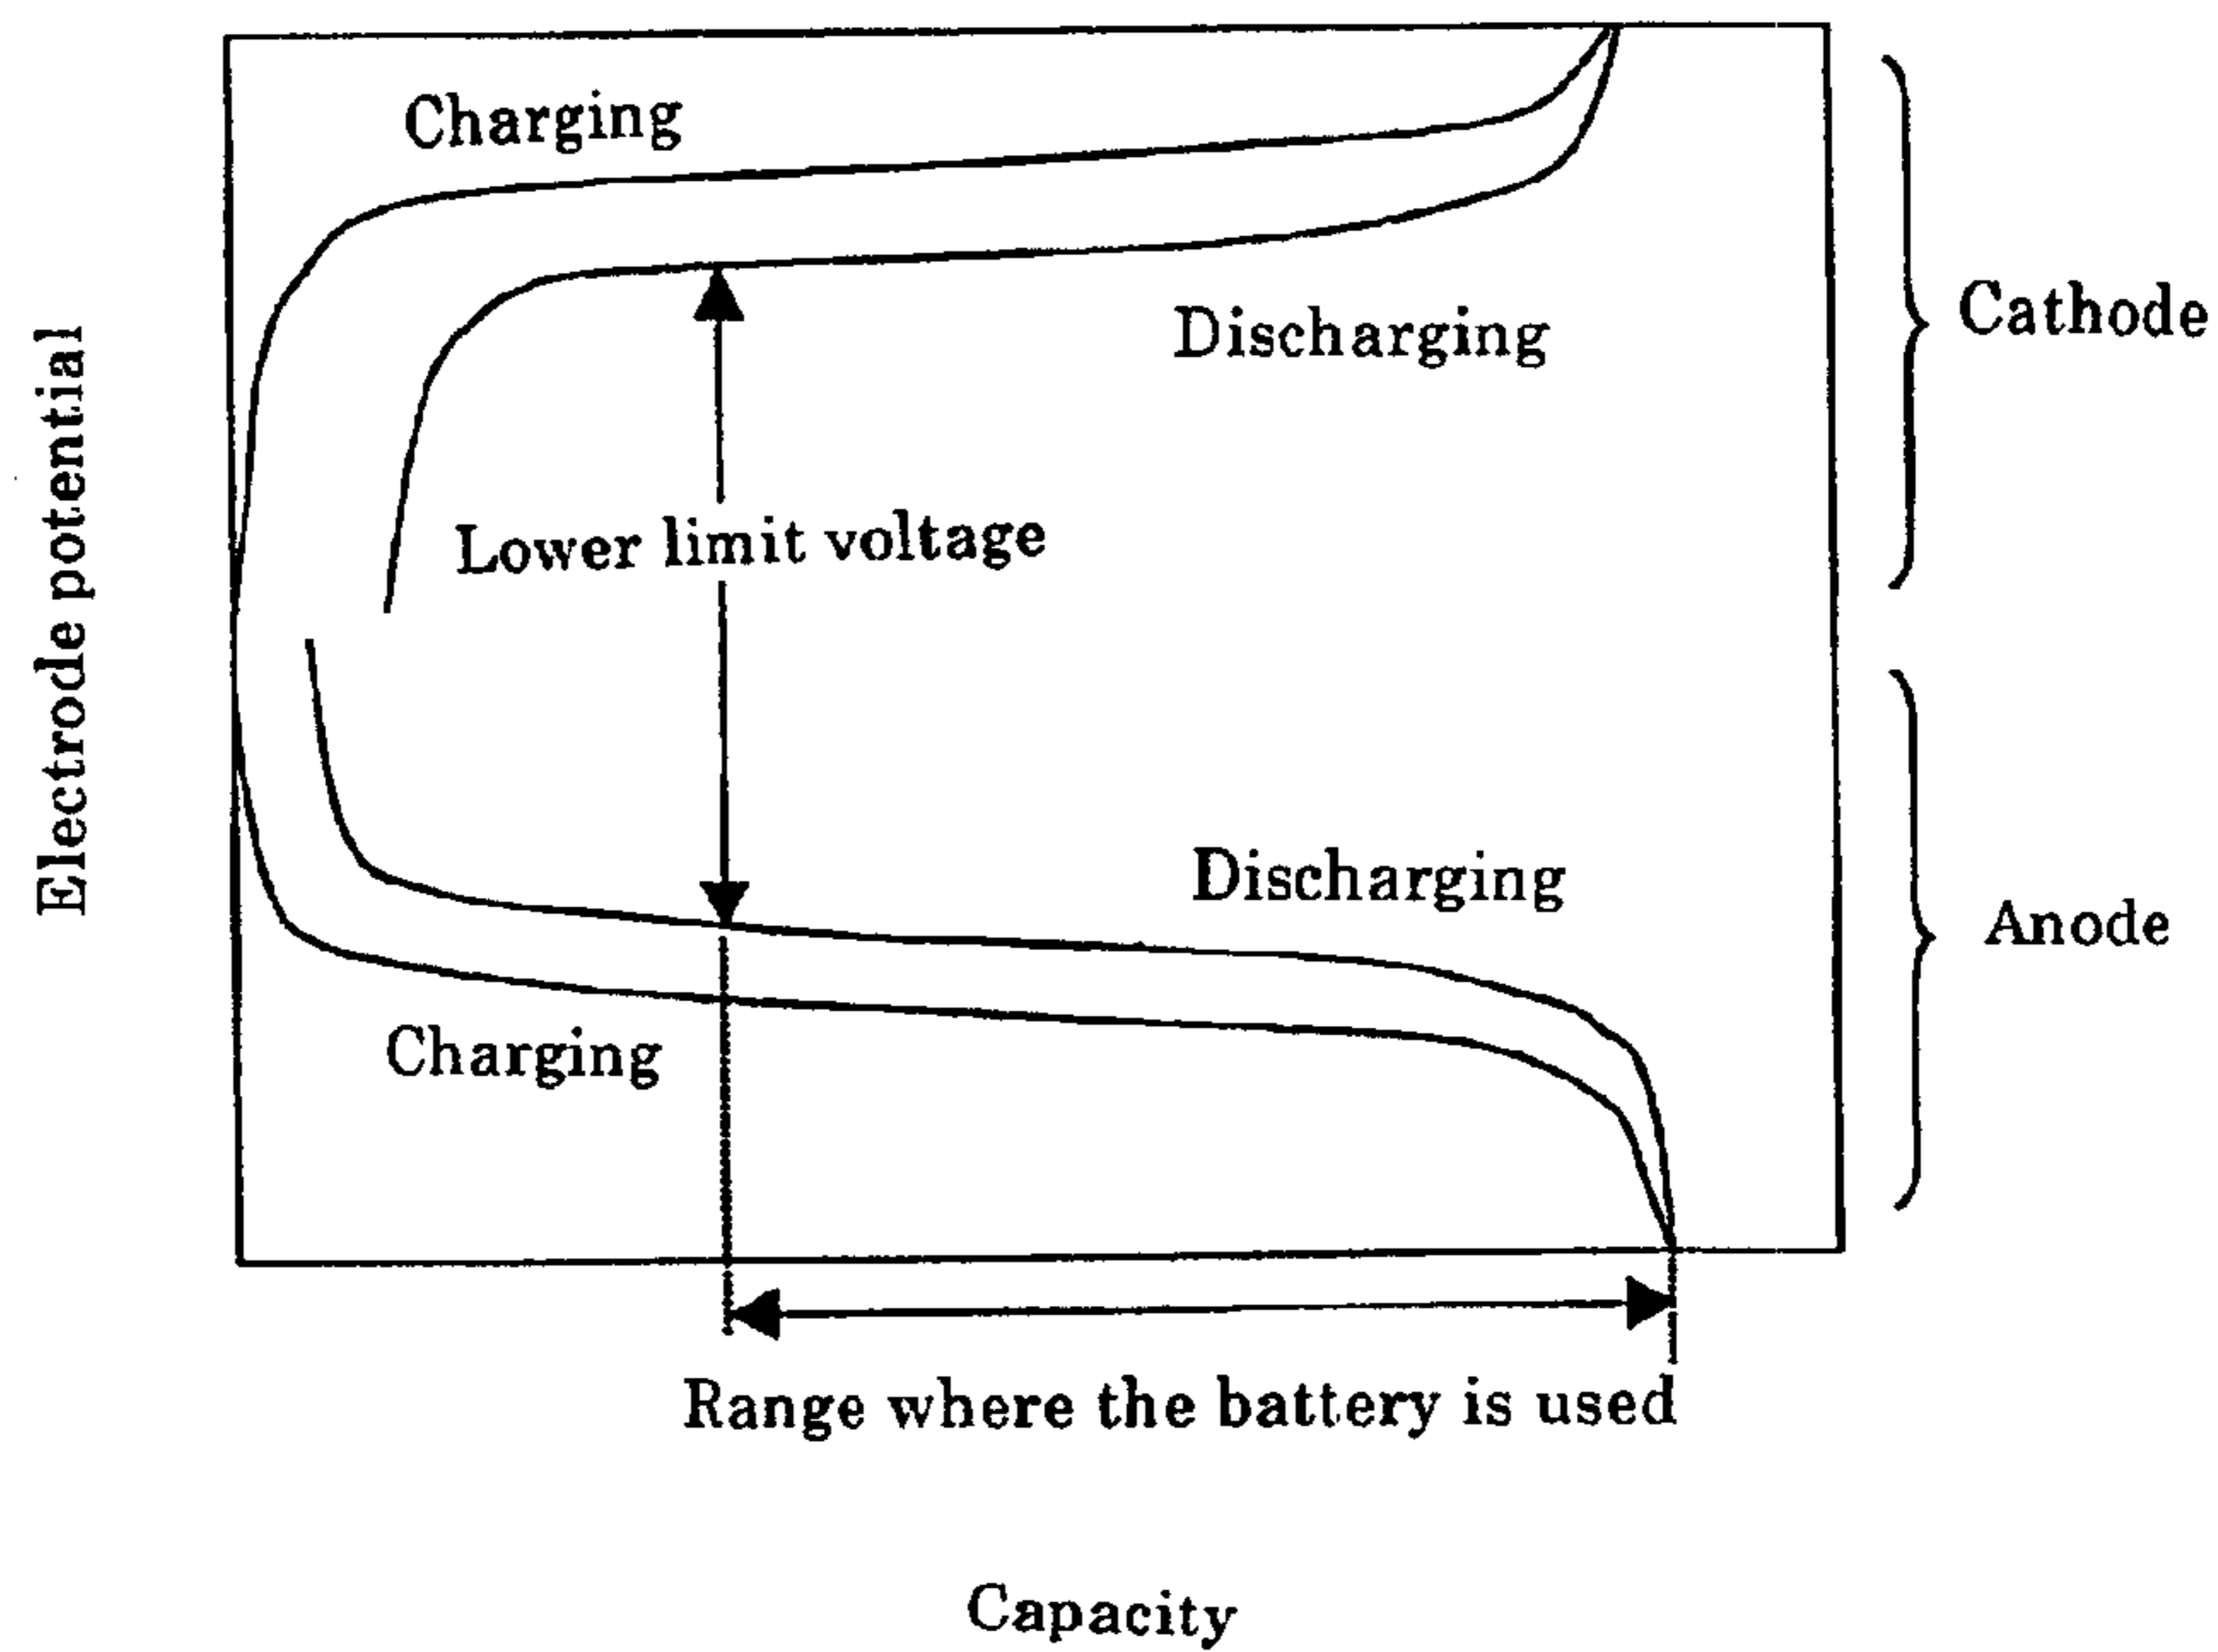 Charging
Cathode
Discharging
Electrode potential
Lower limit voltage
Discharging
Anode
Charging
Range where the battery is used
Capacity